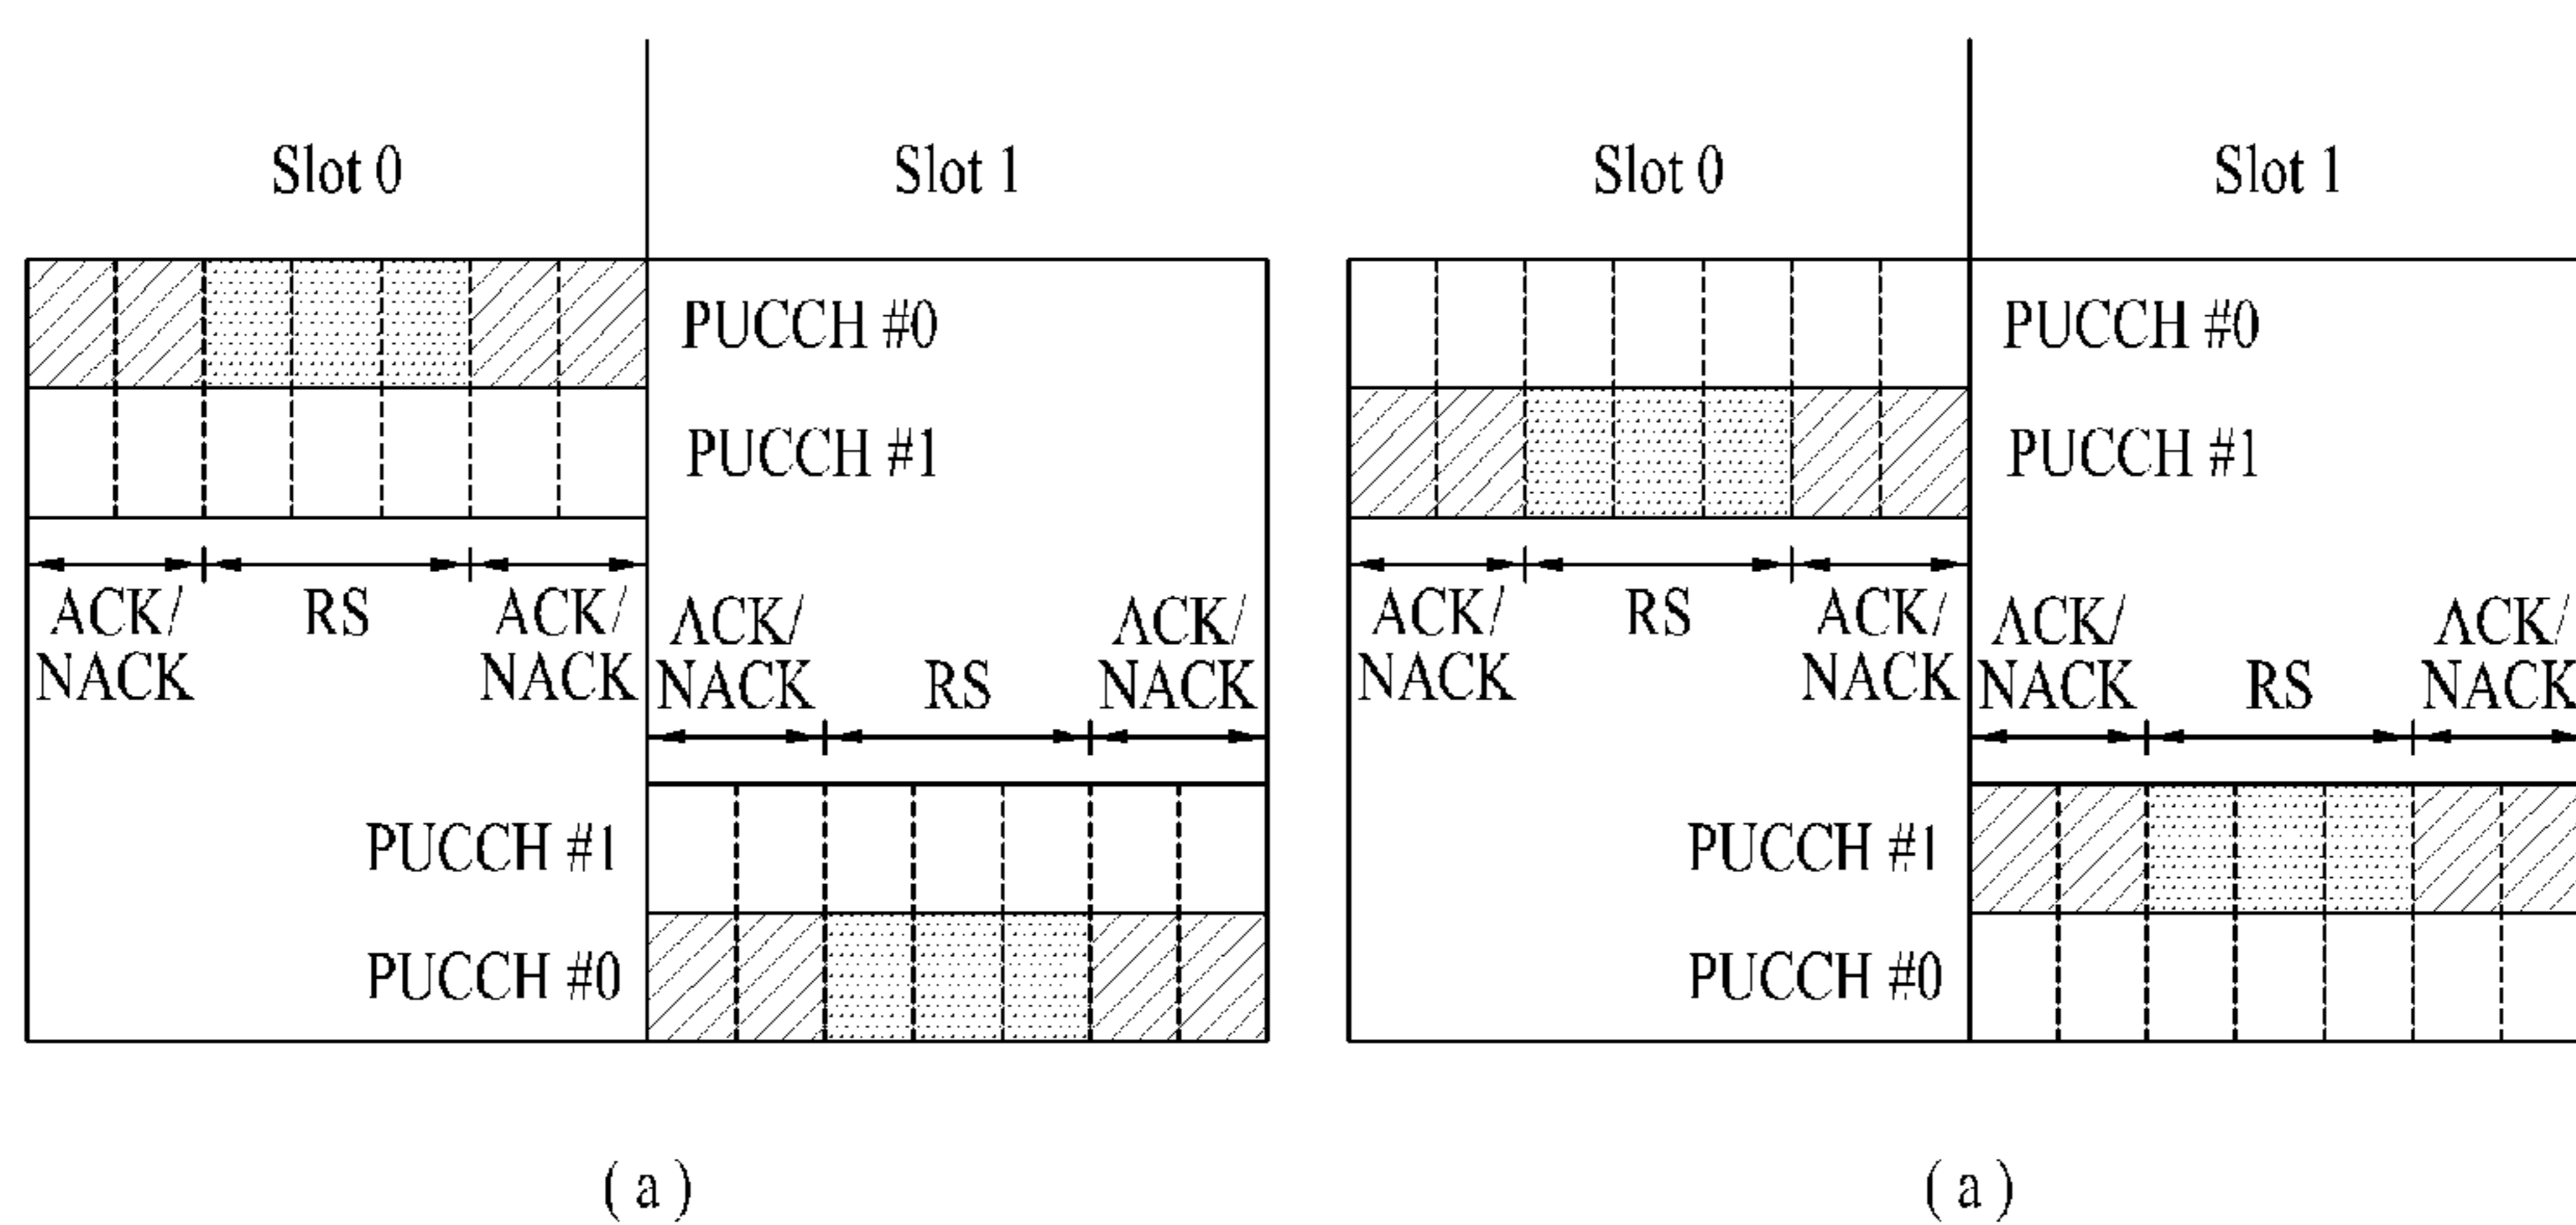 Slot 0
Slot 1
PUCCH #0
PUCCH #1
ACK/
NACK
RS
ACK/
NACK
ACK/
NACK
RS
ACK/
NACK
PUCCH #1
PUCCH #0
( a )
Slot 0
Slot 1
PUCCH #0
PUCCH #1
ACK/
NACK
RS
ACK/
NACK
ACK/
NACK
RS
ACK/
NACK
PUCCH #1
PUCCH #0
( a )